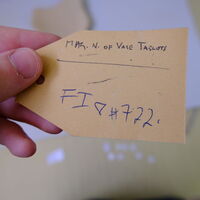 MAG. N. OF VASE TABLETS
FI ▽ #722.